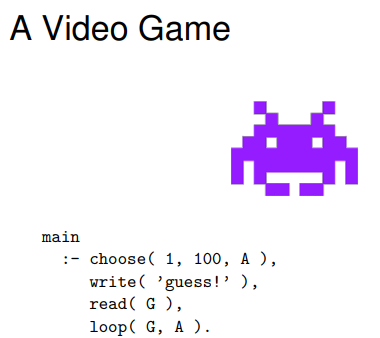 A Video Game
main
:- choose( 1, 100, A ),
write( ’guess!’ ),
read( G ),
loop( G, A ).